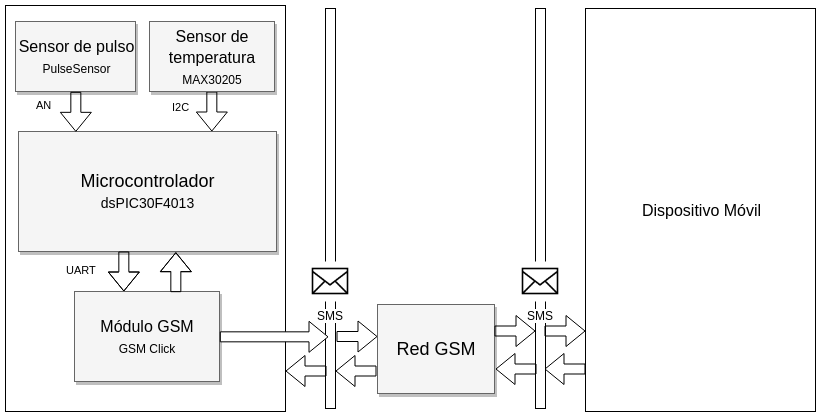 Sensor de pulso
PulseSensor
Sensor de
temperatura
MAX30205
AN
I2C
Microcontrolador
dsPIC30F4013
UART
Módulo GSM
GSM Click
SMS
Red GSM
SMS
Dispositivo Móvil